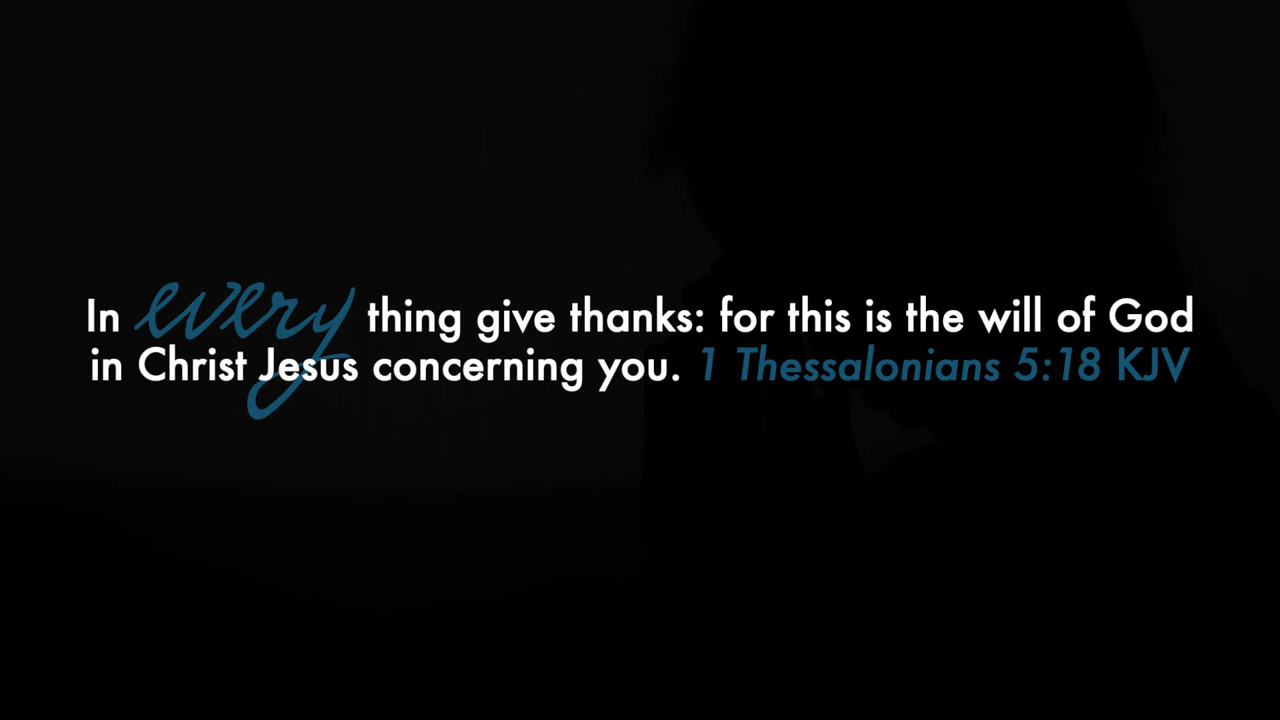 In every thing give thanks: for this is the will of God
in Christ Jesus concerning you. 1 Thessalonians 5:18 KJV